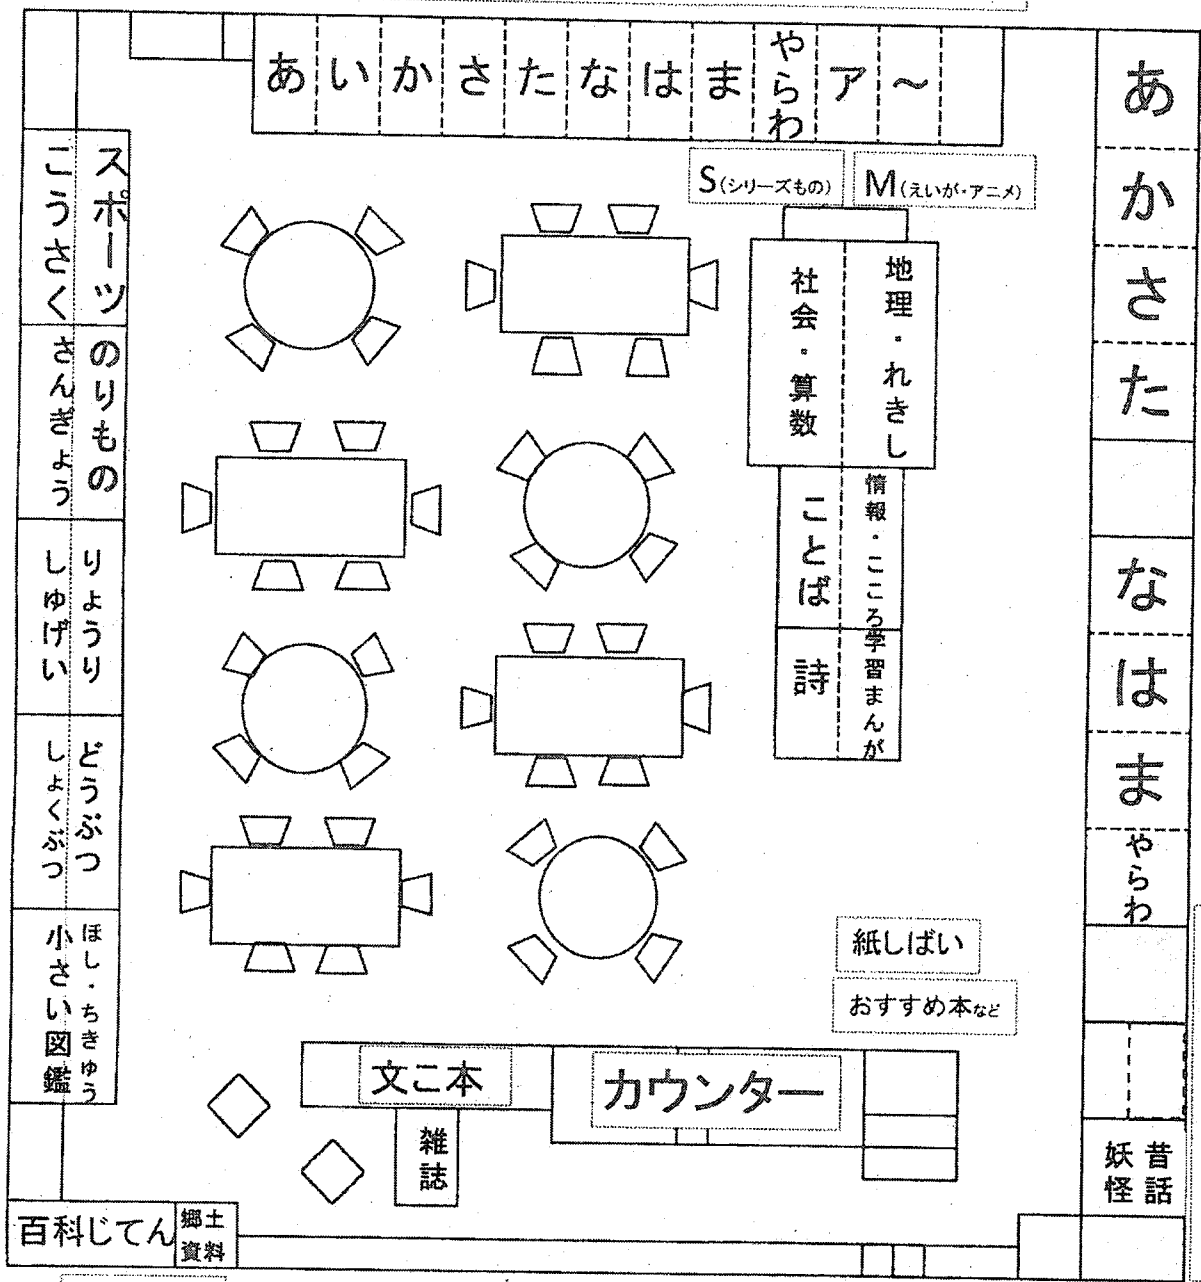 あ
い
か
さ
た
な
は
ま
やらわ
ア
～
S(シリーズもの)
M(えいが・アニメ)
スポーツ
こうさく
のりもの
さんぎょう
りょうり
しゅげい
どうぶつ
しょくぶつ
ほし・ちきゅう
小さい図鑑
百科じてん
郷土
資料
地理・れきし
社会・算数
情報・こころ
ことば
学習まんが
詩
紙しばい
おすすめ本など
文こ本
カウンター
雑誌
あ
か
さ
た
な
は
ま
やらわ
昔話
妖怪